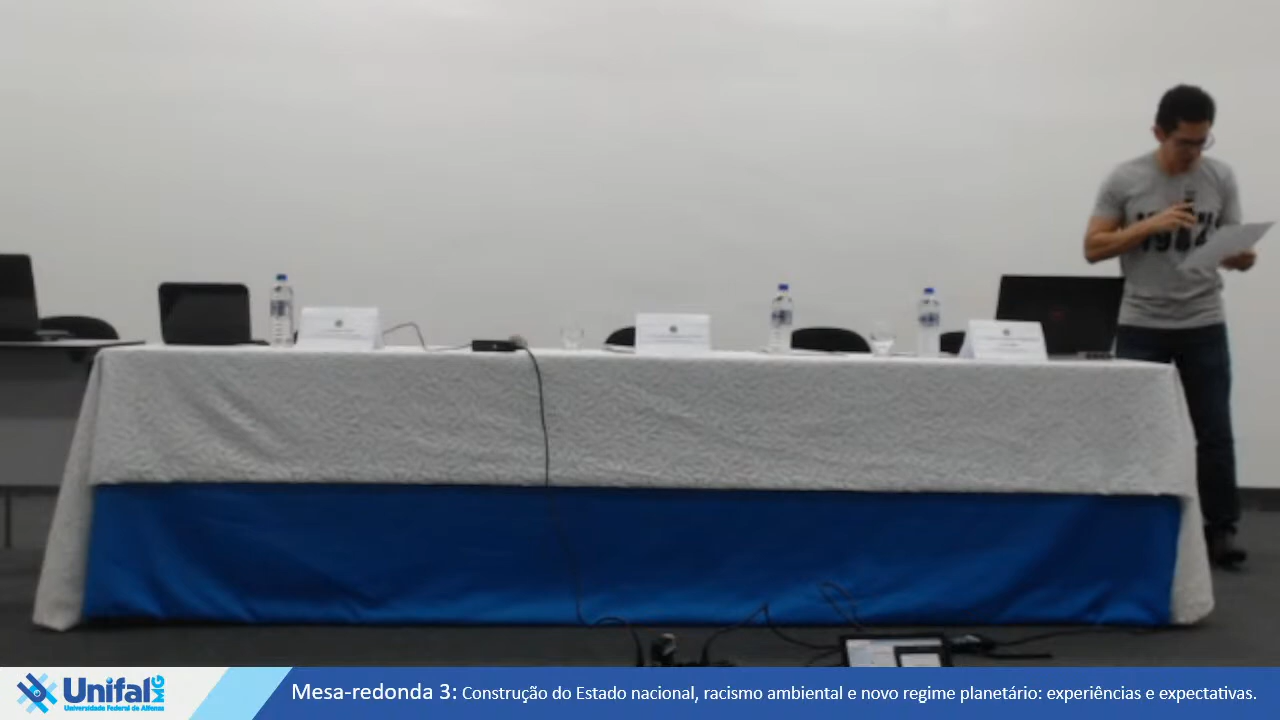 Unifal MG
Universidade Federal de Alfenas
Mesa-redonda 3: Construção do Estado nacional, racismo ambiental e novo regime planetário: experiências e expectativas.